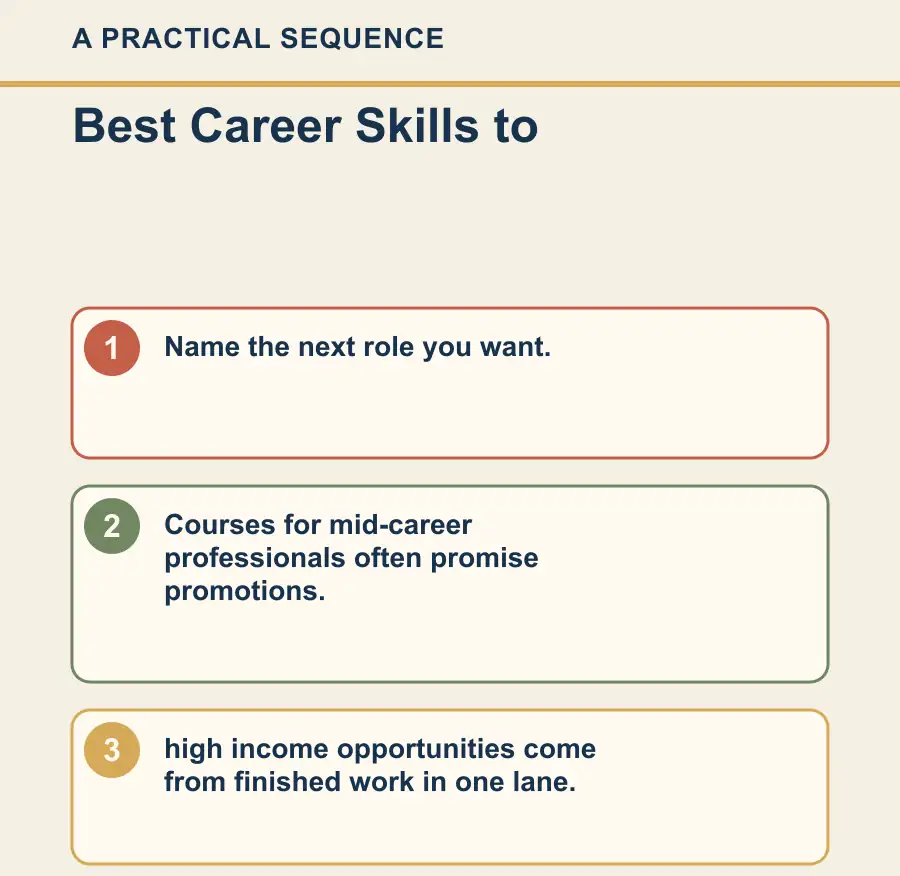 A PRACTICAL SEQUENCE
Best Career Skills to
1
Name the next role you want.
2
Courses for mid-career
professionals often promise
promotions.
3
high income opportunities come
from finished work in one lane.